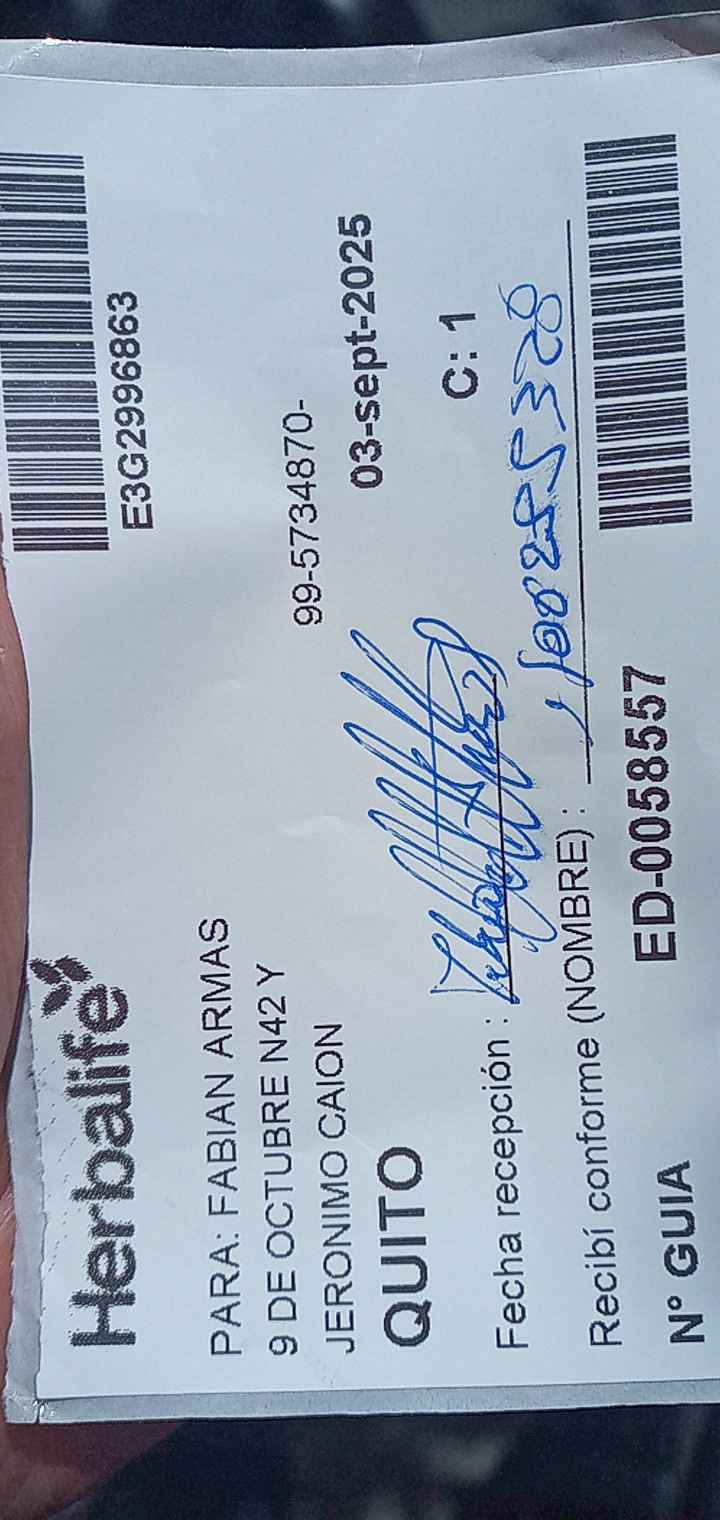 Herbalife
E3G2996863
PARA: FABIAN ARMAS
9 DE OCTUBRE N42 Y
99-5734870-
JERONIMO CAION
QUITO
03-sept-2025
C: 1
Fecha recepción :
Recibí conforme (NOMBRE) :
Nº GUIA ED-0058557